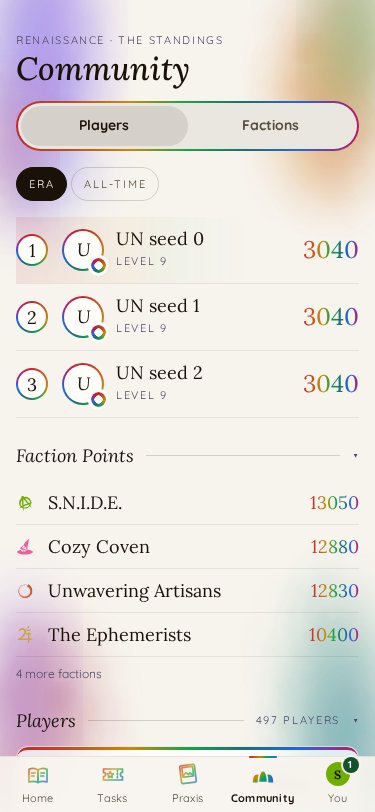 RENAISSANCE · THE STANDINGS
Community
Players
Factions
ERA
ALL-TIME
1
U
UN seed 0
LEVEL 9
3040
2
U
UN seed 1
LEVEL 9
3040
3
U
UN seed 2
LEVEL 9
3040
Faction Points
S.N.I.D.E.
13050
Cozy Coven
12880
Unwavering Artisans
12830
The Ephemerists
10400
4 more factions
Players
497 PLAYERS
Home
Tasks
Praxis
Community
S
1
You